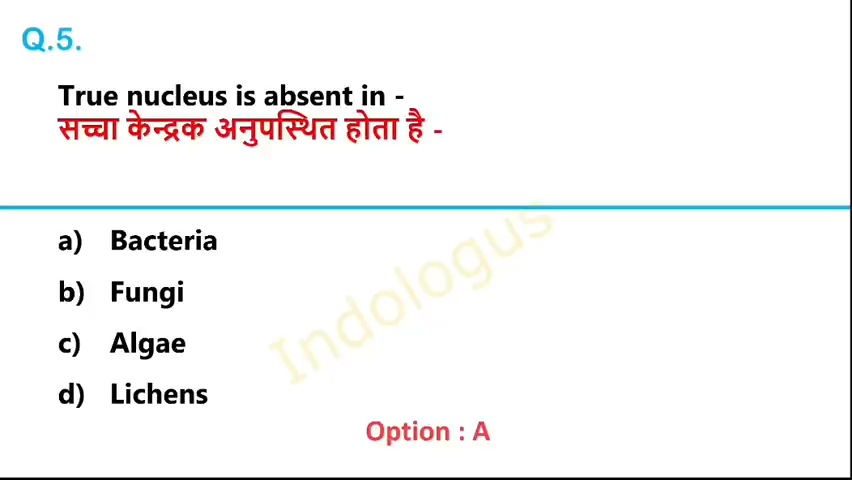 Q.5.
True nucleus is absent in -
सच्चा केन्द्रक अनुपस्थित होता है -
a) Bacteria
b) Fungi
c) Algae
d) Lichens
Option : A
Indologus